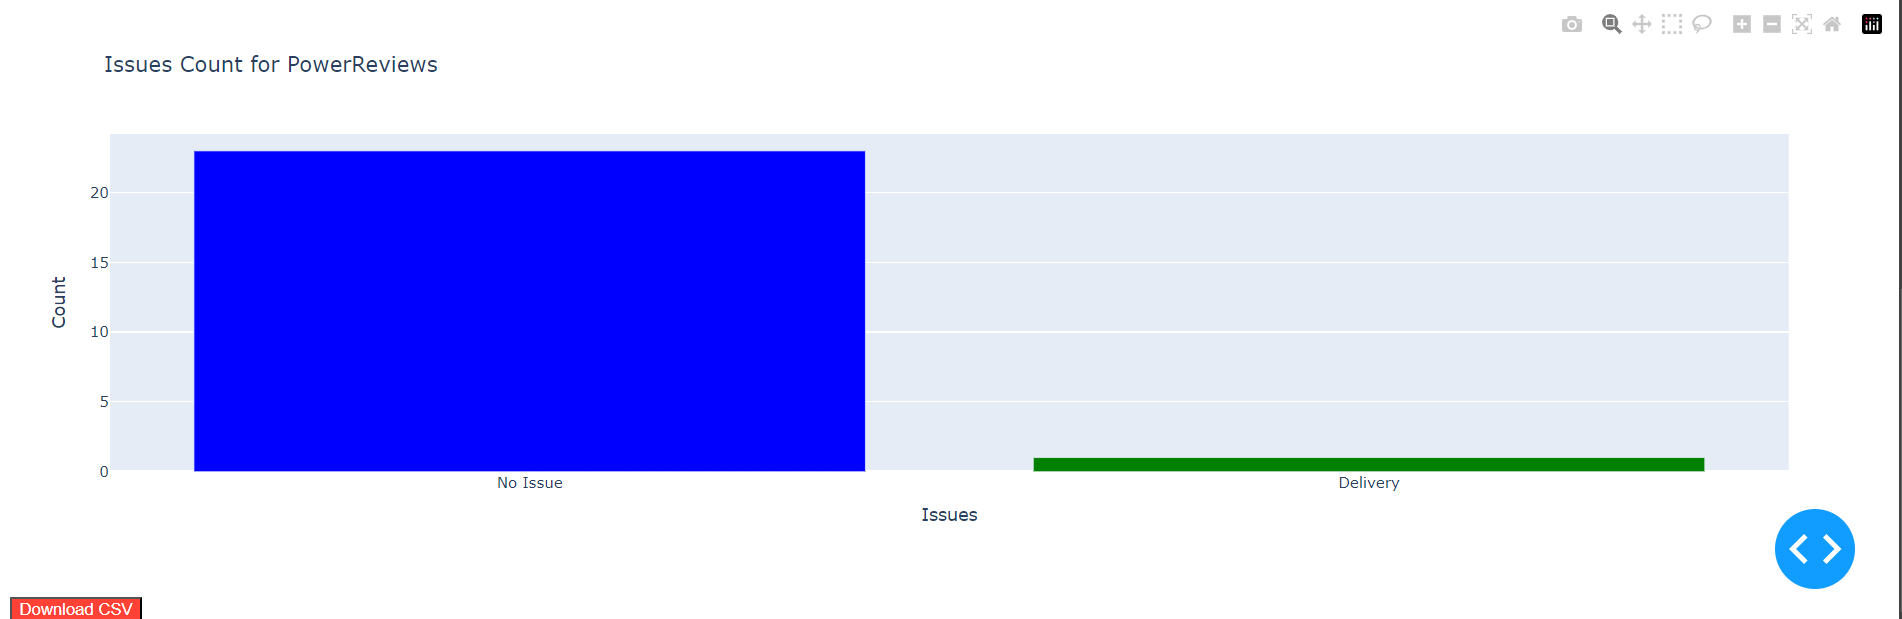 Issues Count for PowerReviews
Count
20
15
10
5
0
No Issue
Delivery
Issues
Download CSV